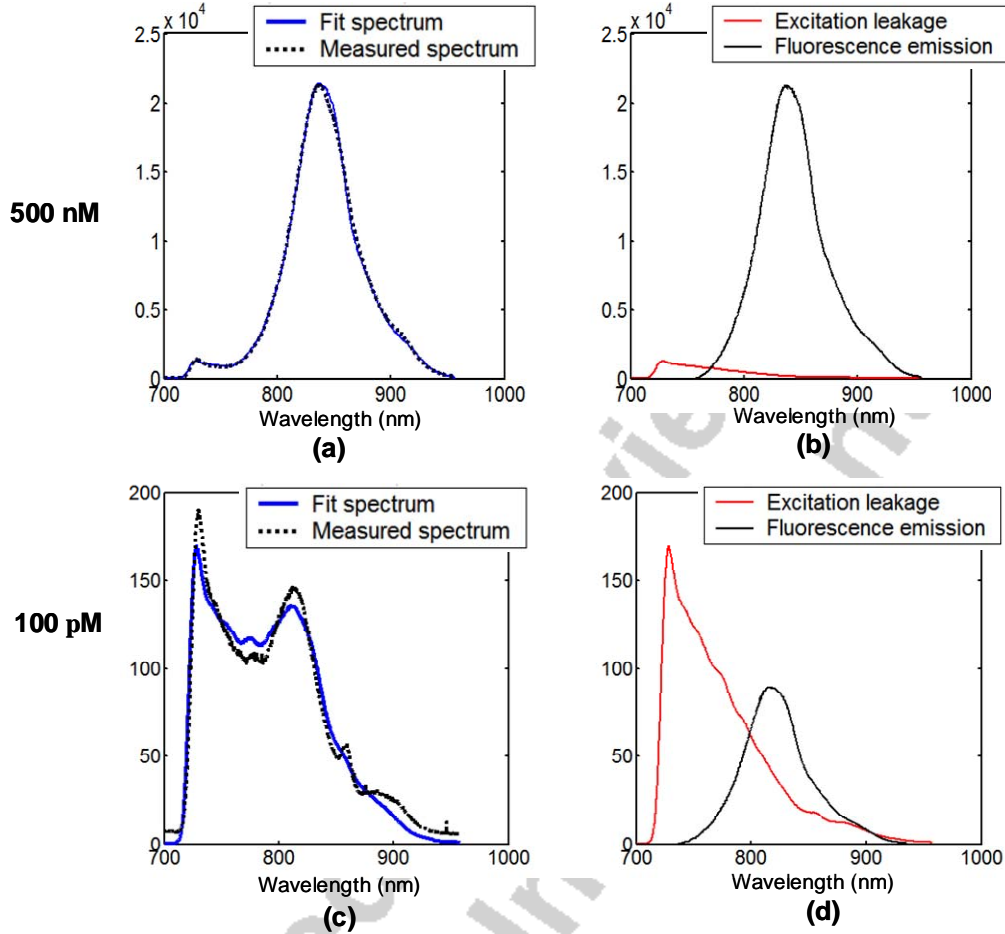 x 10^4
Fit spectrum
Measured spectrum
2.5
2
1.5
1
0.5
0
700 800 900 1000
Wavelength (nm)
(a)
x 10^4
Excitation leakage
Fluorescence emission
2.5
2
1.5
1
0.5
0
700 800 900 1000
Wavelength (nm)
(b)
500 nM
Fit spectrum
Measured spectrum
200
150
100
50
0
700 800 900 1000
Wavelength (nm)
(c)
Excitation leakage
Fluorescence emission
200
150
100
50
0
700 800 900 1000
Wavelength (nm)
(d)
100 pM